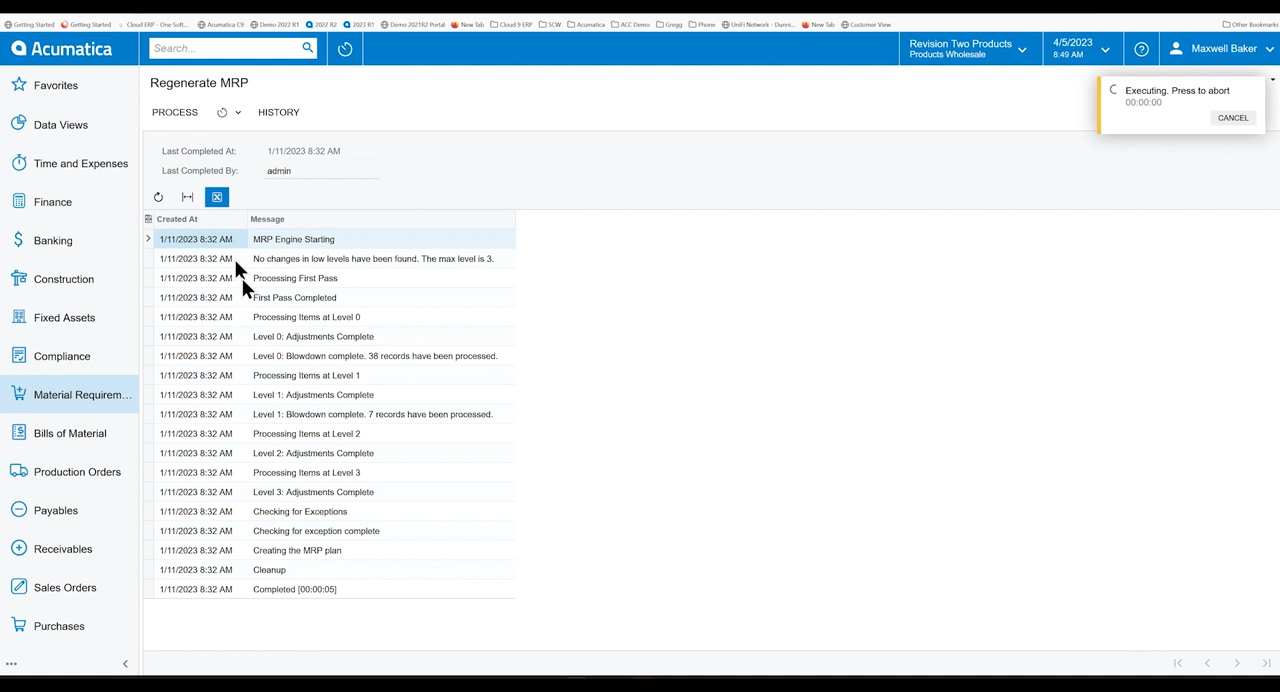 Getting Started Getting Started Cloud ERP - One Soft... Acumatica C9 Demo 2022 R1 2022 R2 2023 R1 Demo 2021R2 Portal New Tab Cloud 9 ERP SCW Acumatica ACC Demo Gregg Phone UniFi Network - Dunni... New Tab Customer View Other Bookmarks
Acumatica Search... Revision Two Products Products Wholesale 4/5/2023 8:49 AM Maxwell Baker
Regenerate MRP
PROCESS HISTORY
Executing. Press to abort
00:00:00
CANCEL
Last Completed At: 1/11/2023 8:32 AM
Last Completed By: admin
Favorites
Data Views
Time and Expenses
Finance
Banking
Construction
Fixed Assets
Compliance
Material Requirem...
Bills of Material
Production Orders
Payables
Receivables
Sales Orders
Purchases
Created At Message
1/11/2023 8:32 AM MRP Engine Starting
1/11/2023 8:32 AM No changes in low levels have been found. The max level is 3.
1/11/2023 8:32 AM Processing First Pass
1/11/2023 8:32 AM First Pass Completed
1/11/2023 8:32 AM Processing Items at Level 0
1/11/2023 8:32 AM Level 0: Adjustments Complete
1/11/2023 8:32 AM Level 0: Blowdown complete. 38 records have been processed.
1/11/2023 8:32 AM Processing Items at Level 1
1/11/2023 8:32 AM Level 1: Adjustments Complete
1/11/2023 8:32 AM Level 1: Blowdown complete. 7 records have been processed.
1/11/2023 8:32 AM Processing Items at Level 2
1/11/2023 8:32 AM Level 2: Adjustments Complete
1/11/2023 8:32 AM Processing Items at Level 3
1/11/2023 8:32 AM Level 3: Adjustments Complete
1/11/2023 8:32 AM Checking for Exceptions
1/11/2023 8:32 AM Checking for exception complete
1/11/2023 8:32 AM Creating the MRP plan
1/11/2023 8:32 AM Cleanup
1/11/2023 8:32 AM Completed [00:00:05]